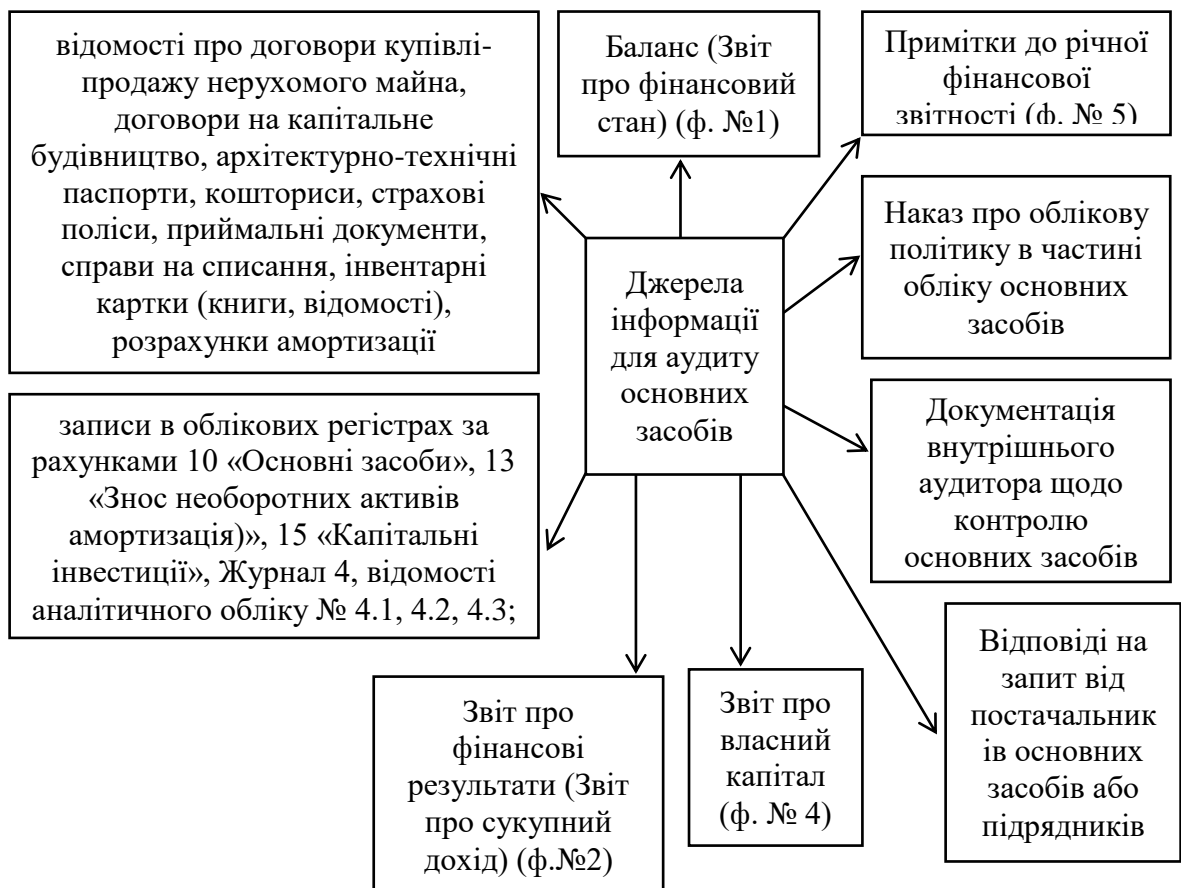 відомості про договори купівлі-
продажу нерухомого майна,
договори на капітальне
будівництво, архітектурно-технічні
паспорти, кошториси, страхові
поліси, приймальні документи,
справи на списання, інвентарні
картки (книги, відомості),
розрахунки амортизації
Баланс (Звіт
про фінансовий
стан) (ф. №1)
Примітки до річної
фінансової
звітності (ф. № 5)
Наказ про облікову
політику в частині
обліку основних
засобів
Джерела
інформації
для аудиту
основних
засобів
Документація
внутрішнього
аудитора щодо
контролю
основних засобів
записи в облікових регістрах за
рахунками 10 «Основні засоби», 13
«Знос необоротних активів
амортизація)», 15 «Капітальні
інвестиції», Журнал 4, відомості
аналітичного обліку № 4.1, 4.2, 4.3;
Звіт про
фінансові
результати (Звіт
про сукупний
дохід) (ф.№2)
Звіт про
власний
капітал
(ф. № 4)
Відповіді на
запит від
постачальник
ів основних
засобів або
підрядників